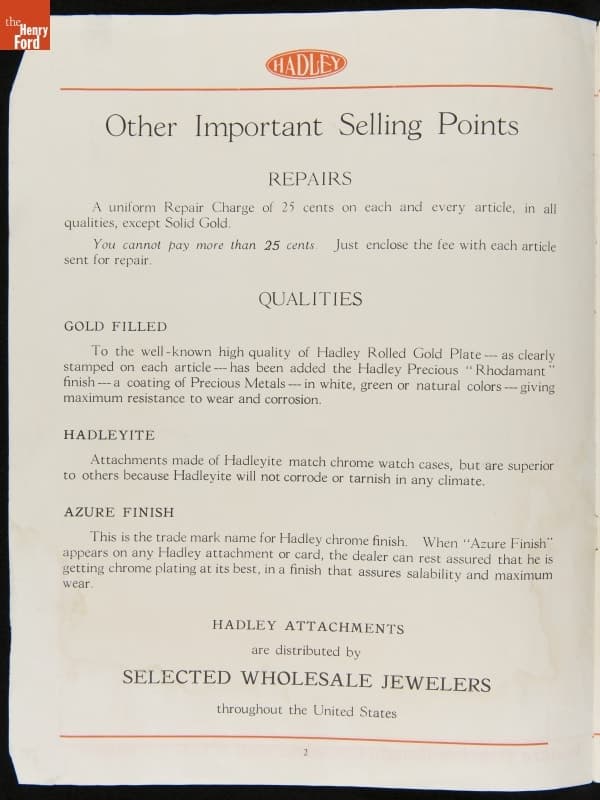 the
Henry
Ford
HADLEY
Other Important Selling Points
REPAIRS
A uniform Repair Charge of 25 cents on each and every article, in all
qualities, except Solid Gold.
You cannot pay more than 25 cents. Just enclose the fee with each article
sent for repair.
QUALITIES
GOLD FILLED
To the well-known high quality of Hadley Rolled Gold Plate — as clearly
stamped on each article — has been added the Hadley Precious "Rhodamant"
finish — a coating of Precious Metals — in white, green or natural colors — giving
maximum resistance to wear and corrosion.
HADLEYITE
Attachments made of Hadleyite match chrome watch cases, but are superior
to others because Hadleyite will not corrode or tarnish in any climate.
AZURE FINISH
This is the trade mark name for Hadley chrome finish. When "Azure Finish"
appears on any Hadley attachment or card, the dealer can rest assured that he is
getting chrome plating at its best, in a finish that assures salability and maximum
wear.
HADLEY ATTACHMENTS
are distributed by
SELECTED WHOLESALE JEWELERS
throughout the United States
2